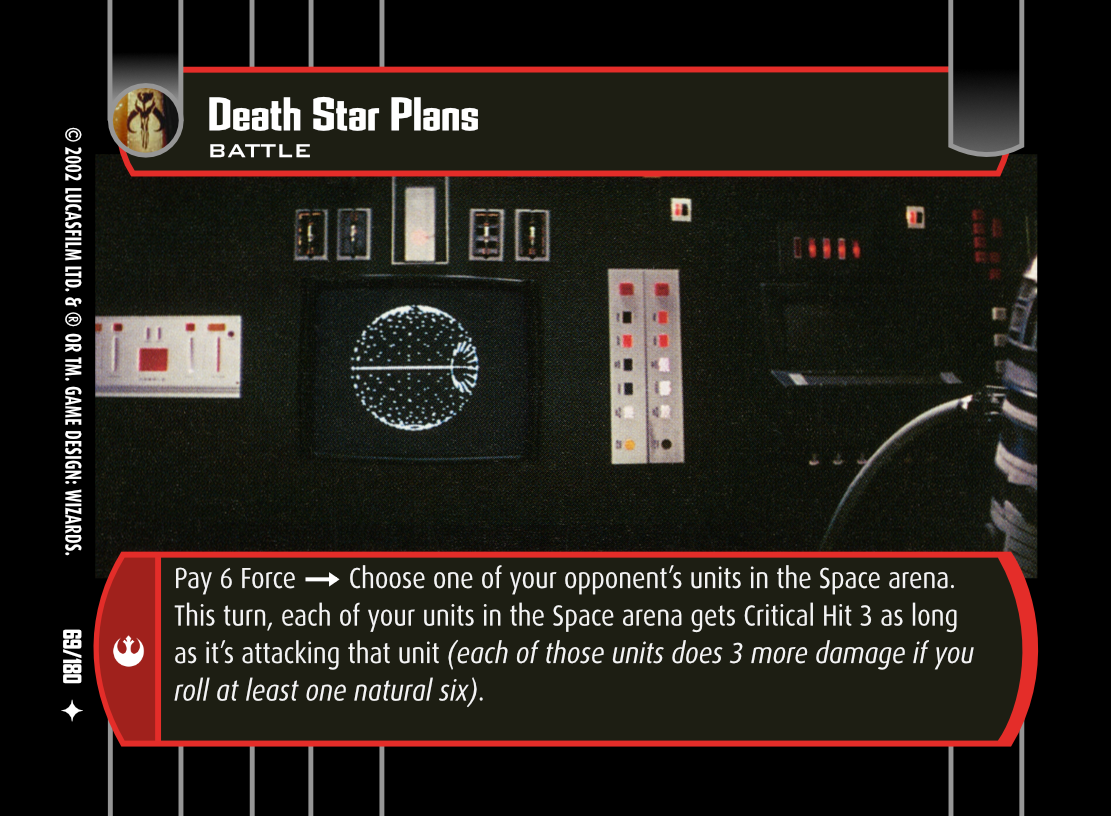 Death Star Plans
BATTLE
Pay 6 Force → Choose one of your opponent's units in the Space arena.
This turn, each of your units in the Space arena gets Critical Hit 3 as long
as it's attacking that unit (each of those units does 3 more damage if you
roll at least one natural six).
© 2002 LUCASFILM LTD. & ® OR TM. GAME DESIGN: WIZARDS.
69/180